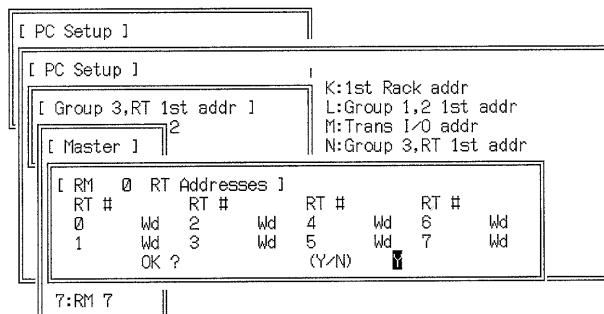 [ PC Setup ]
[ PC Setup ]
K:1st Rack addr
L:Group 1,2 1st addr
M:Trans I/O addr
N:Group 3,RT 1st addr
[ Group 3,RT 1st addr ]
2
[ Master ]
[ RM 0 RT Addresses ]
RT # RT # RT # RT #
0 Wd 2 Wd 4 Wd 6 Wd
1 Wd 3 Wd 5 Wd 7 Wd
OK ? (Y/N) Y
7:RM 7